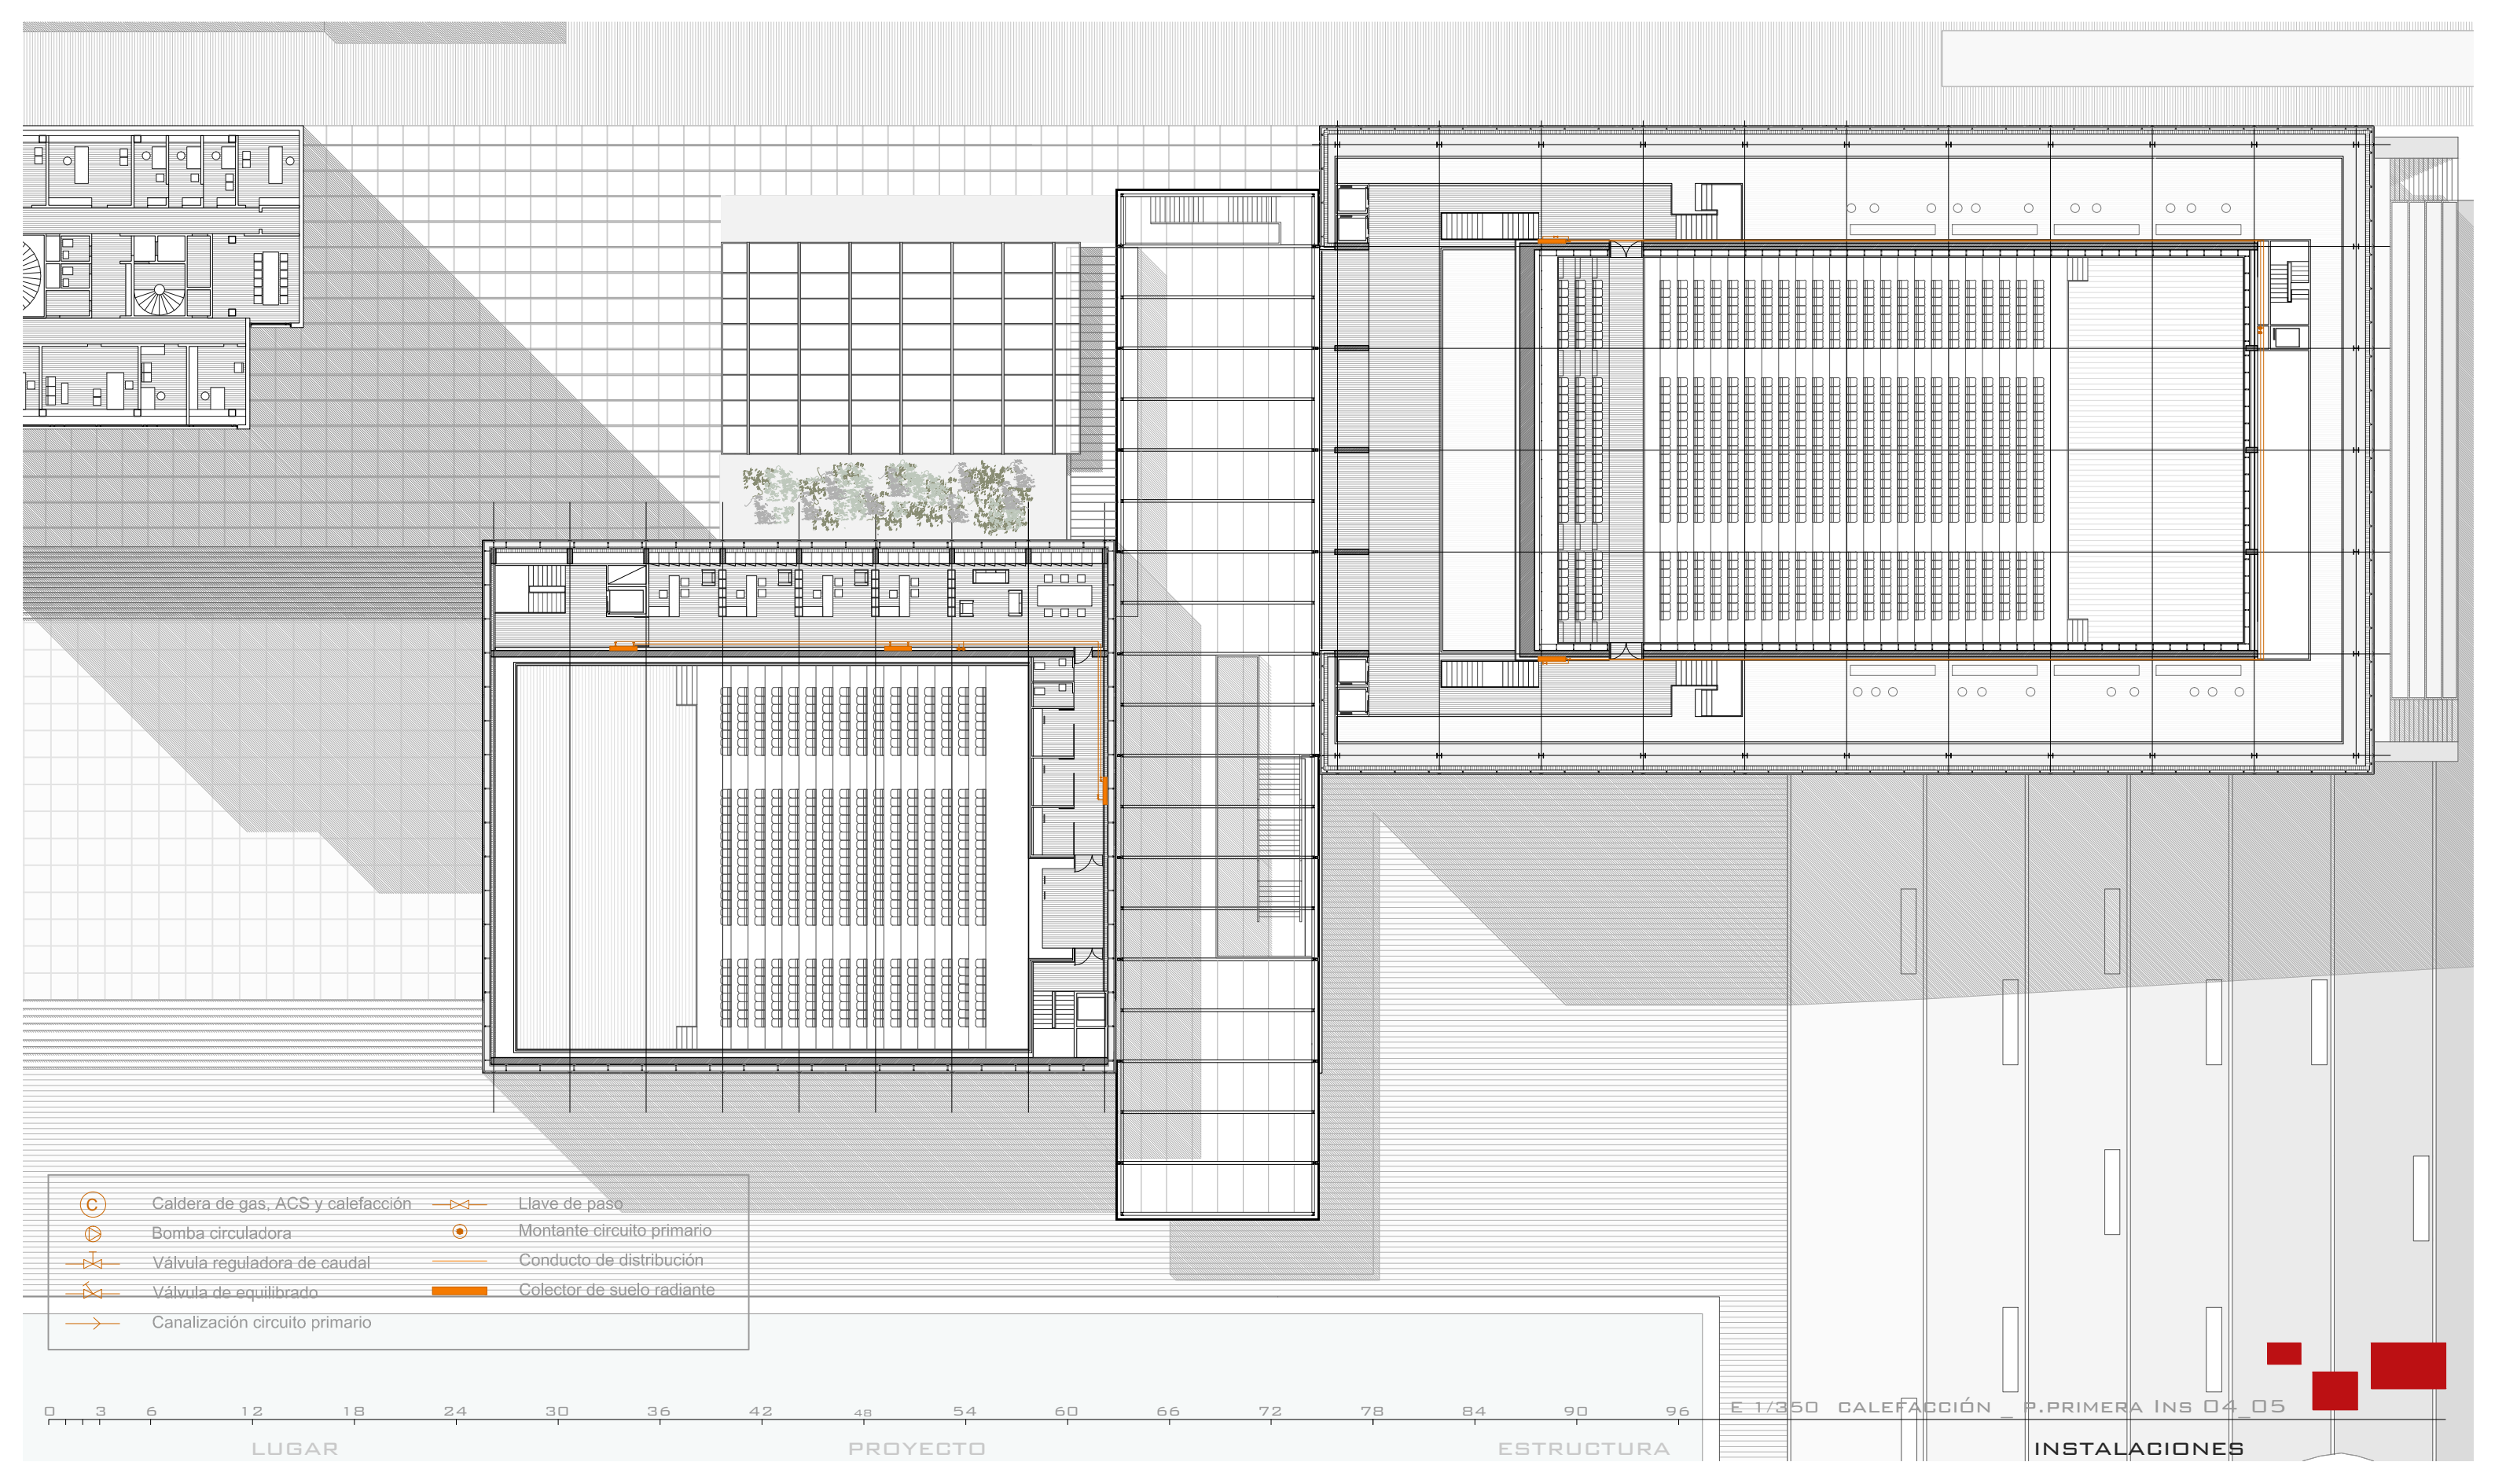 C Caldera de gas, ACS y calefacción
Llave de paso
Bomba circuladora
Montante circuito primario
Válvula reguladora de caudal
Conducto de distribución
Válvula de equilibrado
Colector de suelo radiante
Canalización circuito primario
0 3 6 12 18 24 30 36 42 48 54 60 66 72 78 84 90 96
E 1/350 CALEFACCIÓN _ P.PRIMERA INS 04_05
LUGAR PROYECTO ESTRUCTURA INSTALACIONES